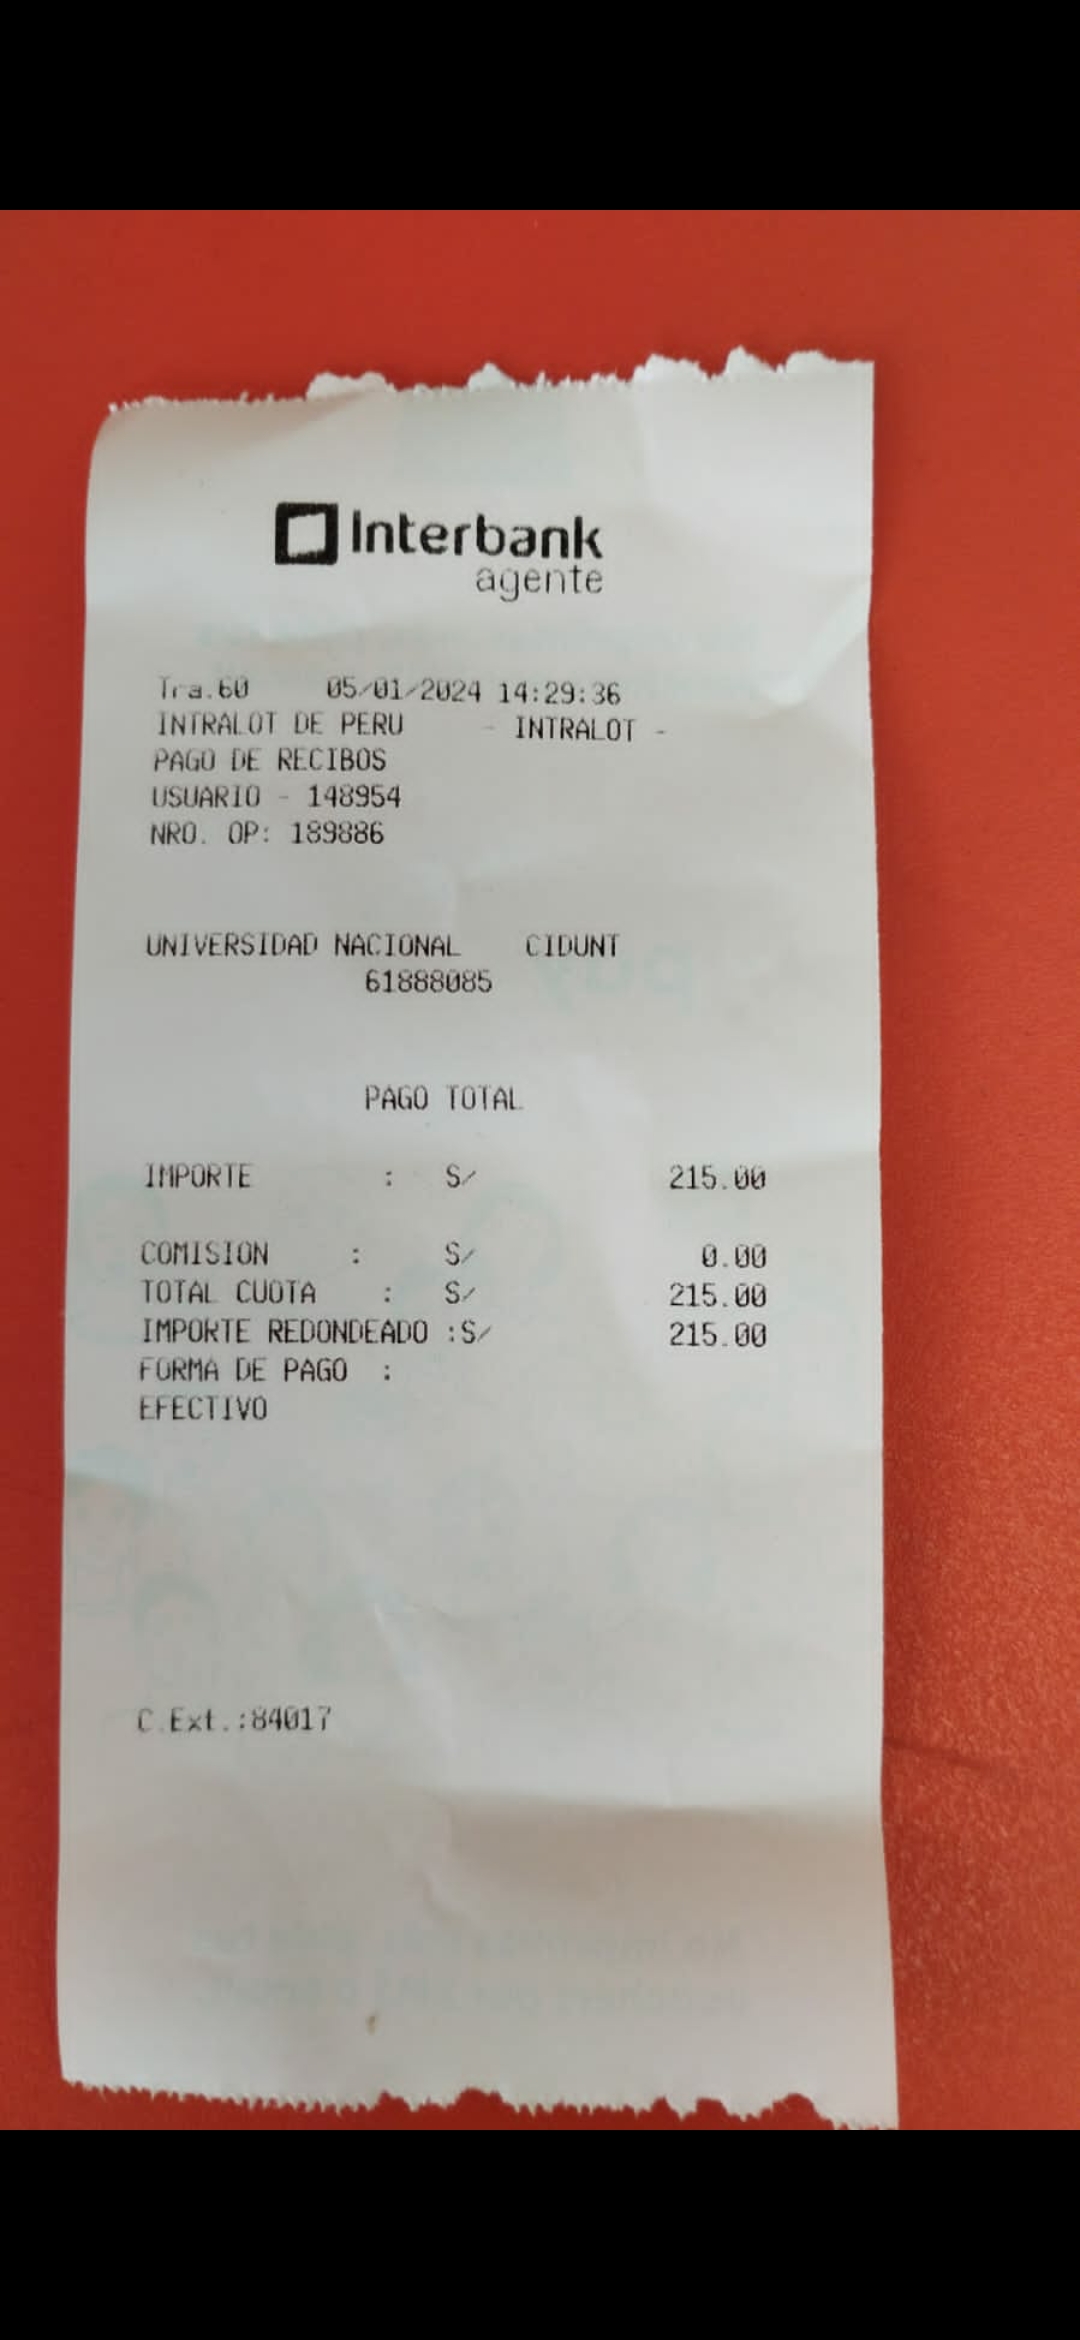 Interbank
agente
Tra.60 05/01/2024 14:29:36
INTRALOT DE PERU - INTRALOT -
PAGO DE RECIBOS
USUARIO - 148954
NRO. OP: 189886
UNIVERSIDAD NACIONAL CIDUNT
61888085
PAGO TOTAL
IMPORTE : S/ 215.00
COMISION : S/ 0.00
TOTAL CUOTA : S/ 215.00
IMPORTE REDONDEADO :S/ 215.00
FORMA DE PAGO :
EFECTIVO
C.Ext.:84017